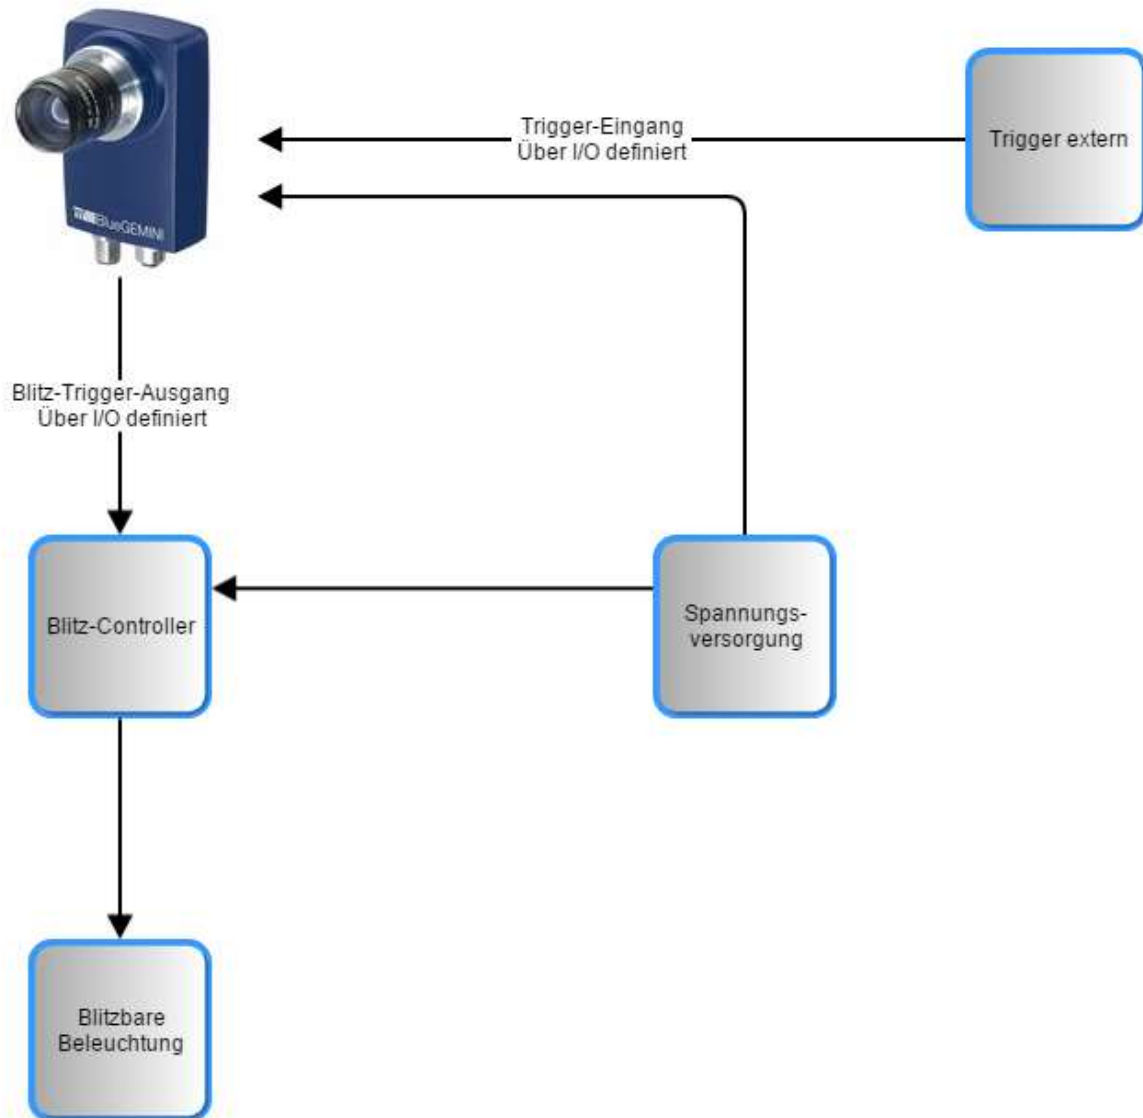 Trigger-Eingang
Über I/O definiert
Trigger extern
BlueGEMINI
Blitz-Trigger-Ausgang
Über I/O definiert
Blitz-Controller
Spannungs-
versorgung
Blitzbare
Beleuchtung